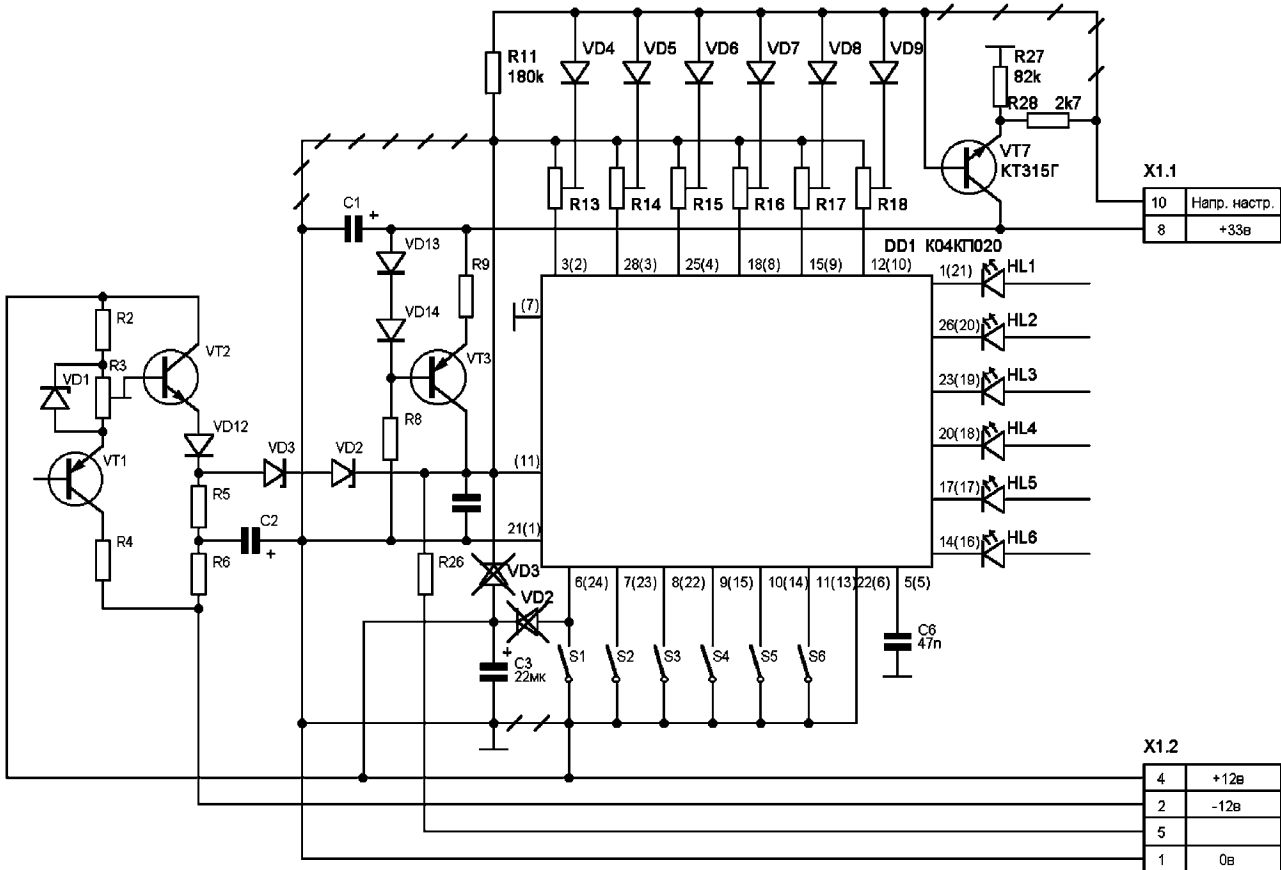 VD4
VD5
VD6
VD7
VD8
VD9
R11
180k
R27
82k
R28 2k7
VT7
КТ315Г
X1.1
10 Напр. настр.
8 +33в
R13
R14
R15
R16
R17
R18
C1
+
VD13
R9
DD1 К04КП020
3(2)
28(3)
25(4)
18(8)
15(9)
12(10)
1(21)
HL1
(7)
R2
VT2
VD14
VT3
26(20)
HL2
VD1
R3
23(19)
HL3
R8
VD12
20(18)
HL4
VT1
VD3
VD2
(11)
R5
17(17)
HL5
C2
+
21(1)
R4
R6
R26
14(16)
HL6
VD3
VD2
6(24)
7(23)
8(22)
9(15)
10(14)
11(13)
22(6)
5(5)
C6
47n
+
C3
22мк
S1
S2
S3
S4
S5
S6
X1.2
4 +12в
2 -12в
5
1 0в